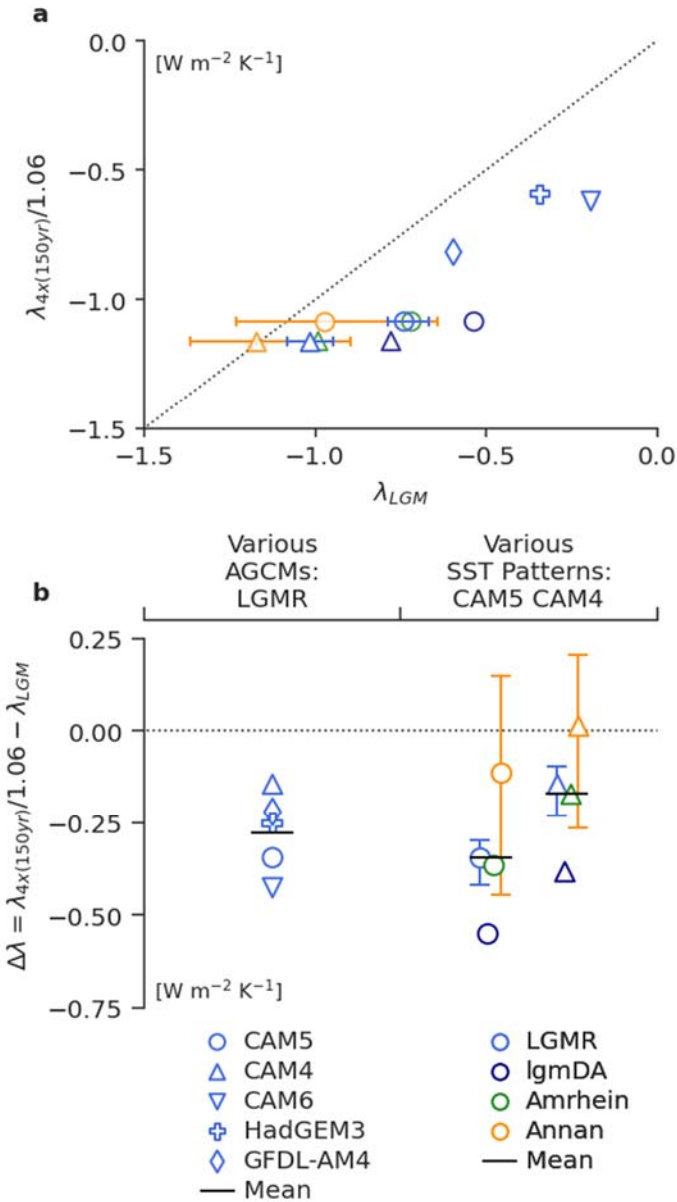 a
[W m⁻² K⁻¹]
0.0
−0.5
−1.0
−1.5
λ4x(150yr)/1.06
−1.5 −1.0 −0.5 0.0
λLGM
b
Various
AGCMs:
LGMR
Various
SST Patterns:
CAM5 CAM4
0.25
0.00
−0.25
−0.50
−0.75
Δλ = λ4x(150yr)/1.06 − λLGM
[W m⁻² K⁻¹]
CAM5
CAM4
CAM6
HadGEM3
GFDL-AM4
Mean
LGMR
lgmDA
Amrhein
Annan
Mean